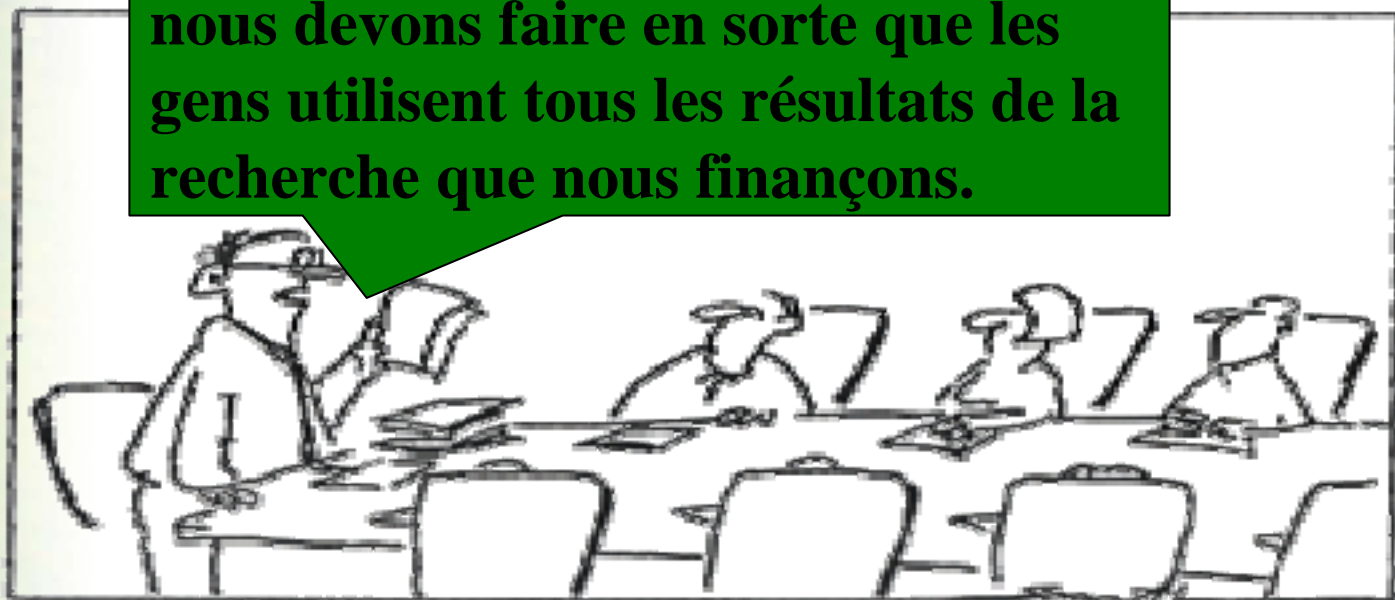 nous devons faire en sorte que les
gens utilisent tous les résultats de la
recherche que nous finançons.